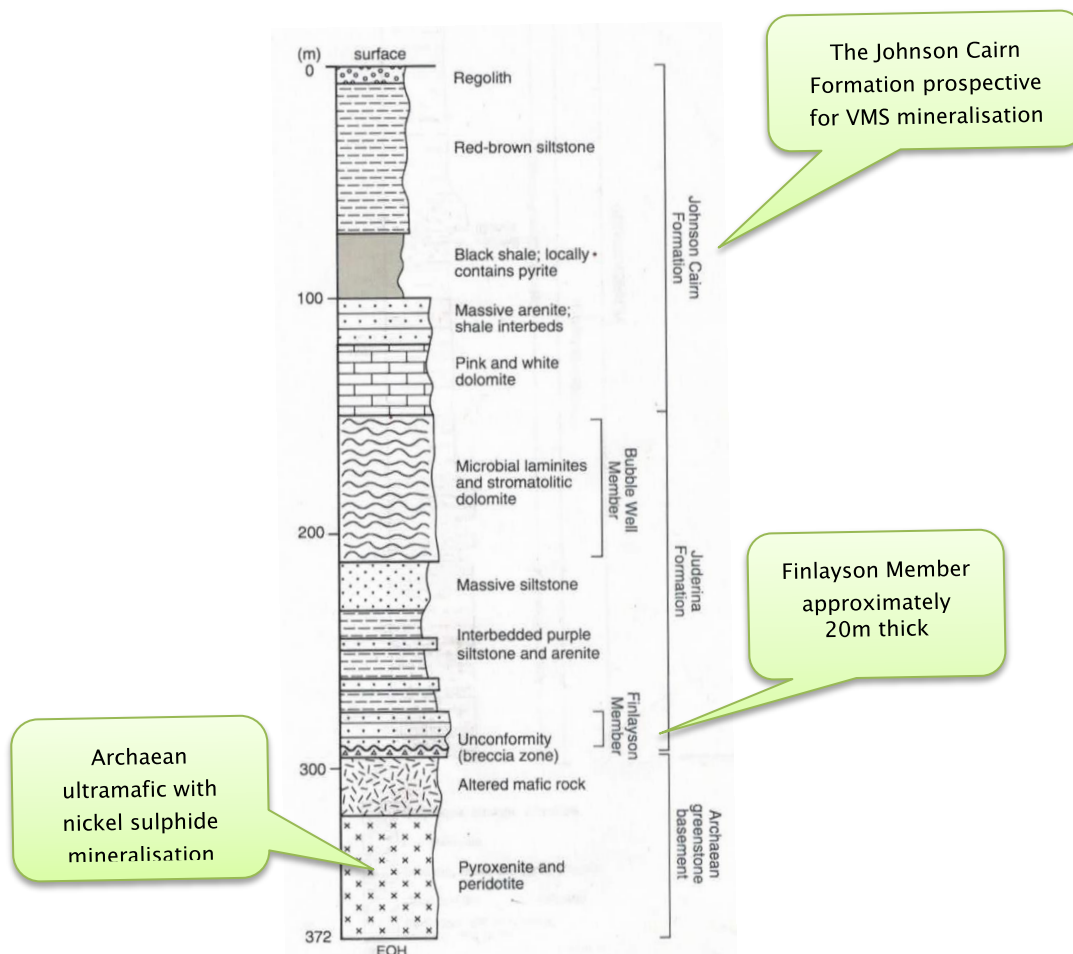 (m) surface
0
Regolith
The Johnson Cairn
Formation prospective
for VMS mineralisation
Red-brown siltstone
Johnson Cairn
Formation
Black shale; locally
contains pyrite
100
Massive arenite;
shale interbeds
Pink and white
dolomite
Microbial laminites
and stromatolitic
dolomite
Bubble Well
Member
200
Juderina
Formation
Massive siltstone
Finlayson Member
approximately
20m thick
Interbedded purple
siltstone and arenite
Finlayson
Member
Unconformity
(breccia zone)
300
Altered mafic rock
Archaean
ultramafic with
nickel sulphide
mineralisation
Archaean
greenstone
basement
Pyroxenite and
peridotite
372
EOH